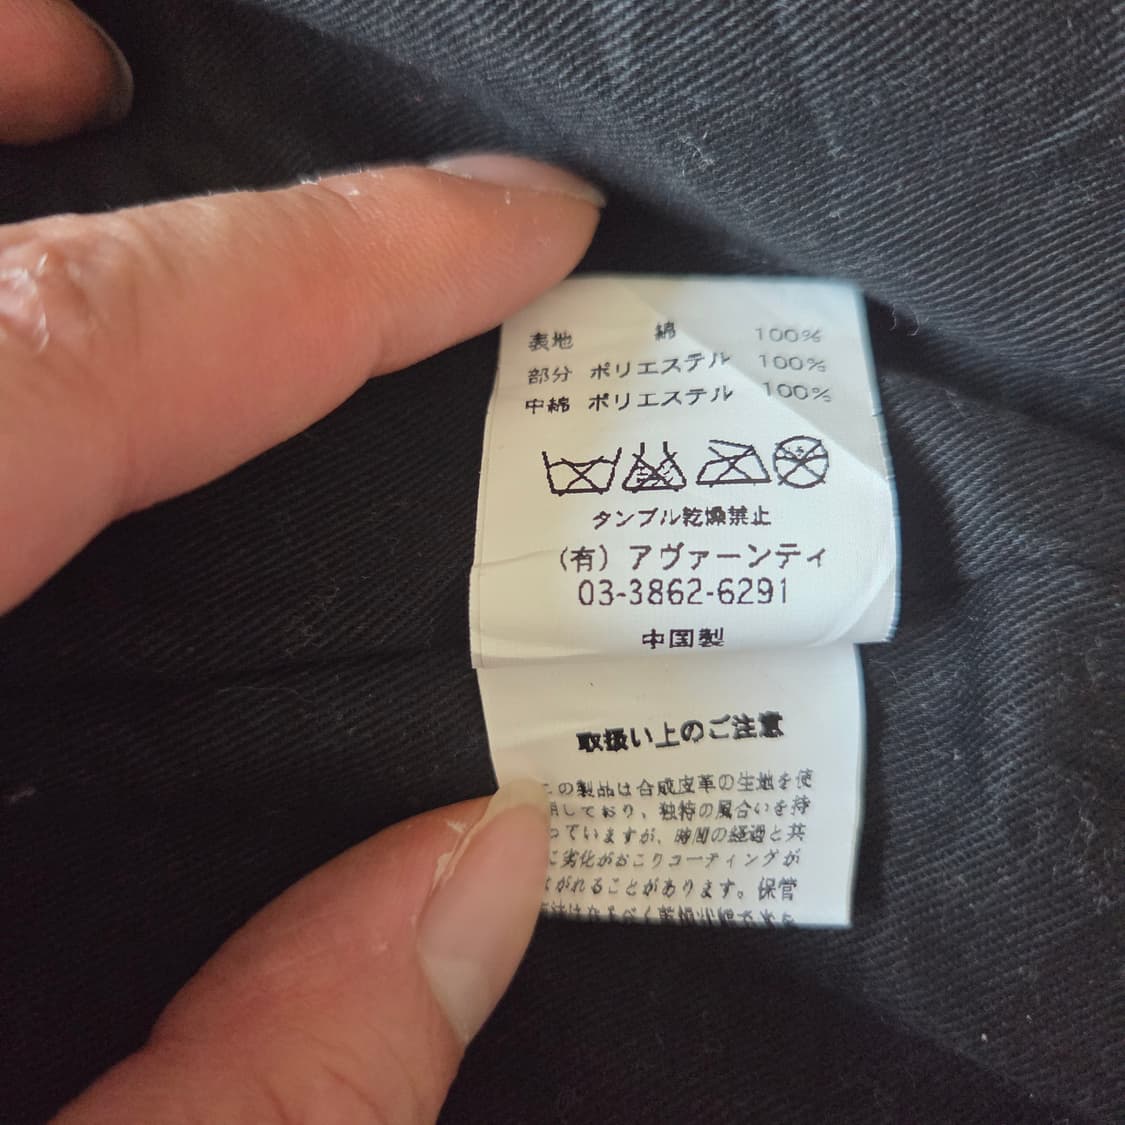 表地 綿 100%
部分 ポリエステル 100%
中綿 ポリエステル 100%
タンブル乾燥禁止
(有) アヴァーンティ
03-3862-6291
中国製
取扱い上のご注意
の製品は合成皮革の生地を使
しており、独特の風合いを持
っていますが、時間の経過と共
に劣化がおこりコーティングが
がれることがあります。保管